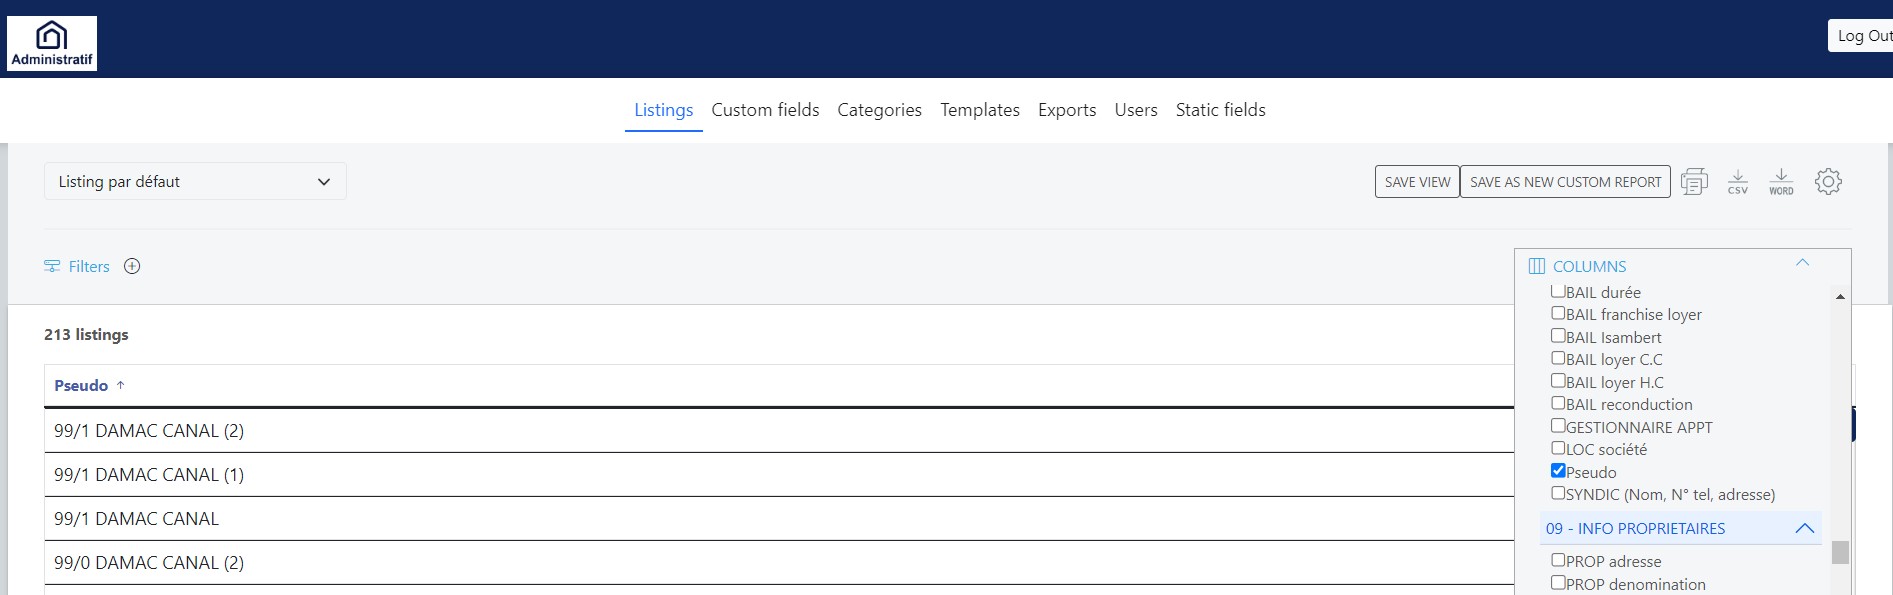 Administratif
Log Out
Listings Custom fields Categories Templates Exports Users Static fields
Listing par défaut
SAVE VIEW SAVE AS NEW CUSTOM REPORT CSV WORD
Filters
COLUMNS
BAIL durée
BAIL franchise loyer
BAIL Isambert
BAIL loyer C.C
BAIL loyer H.C
BAIL reconduction
GESTIONNAIRE APPT
LOC société
Pseudo
SYNDIC (Nom, N° tel, adresse)
09 - INFO PROPRIETAIRES
PROP adresse
PROP denomination
213 listings
Pseudo ↑
99/1 DAMAC CANAL (2)
99/1 DAMAC CANAL (1)
99/1 DAMAC CANAL
99/0 DAMAC CANAL (2)